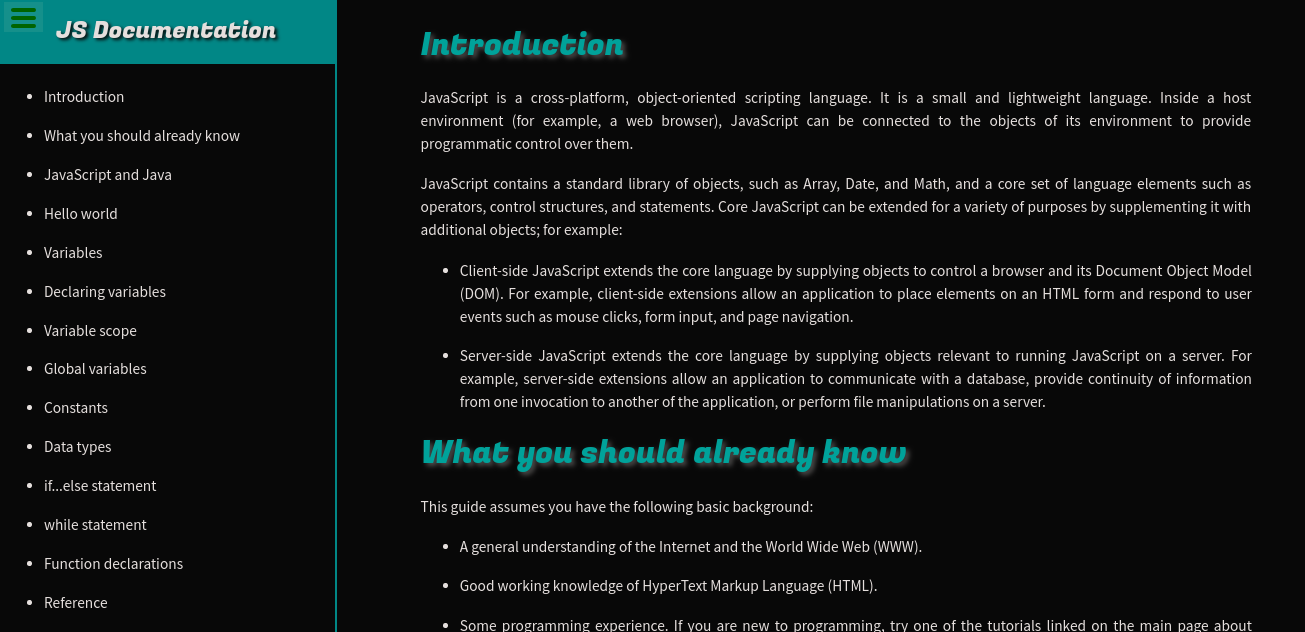 JS Documentation
Introduction
What you should already know
JavaScript and Java
Hello world
Variables
Declaring variables
Variable scope
Global variables
Constants
Data types
if...else statement
while statement
Function declarations
Reference
Introduction
JavaScript is a cross-platform, object-oriented scripting language. It is a small and lightweight language. Inside a host
environment (for example, a web browser), JavaScript can be connected to the objects of its environment to provide
programmatic control over them.
JavaScript contains a standard library of objects, such as Array, Date, and Math, and a core set of language elements such as
operators, control structures, and statements. Core JavaScript can be extended for a variety of purposes by supplementing it with
additional objects; for example:
Client-side JavaScript extends the core language by supplying objects to control a browser and its Document Object Model
(DOM). For example, client-side extensions allow an application to place elements on an HTML form and respond to user
events such as mouse clicks, form input, and page navigation.
Server-side JavaScript extends the core language by supplying objects relevant to running JavaScript on a server. For
example, server-side extensions allow an application to communicate with a database, provide continuity of information
from one invocation to another of the application, or perform file manipulations on a server.
What you should already know
This guide assumes you have the following basic background:
A general understanding of the Internet and the World Wide Web (WWW).
Good working knowledge of HyperText Markup Language (HTML).
Some programming experience. If you are new to programming, try one of the tutorials linked on the main page about